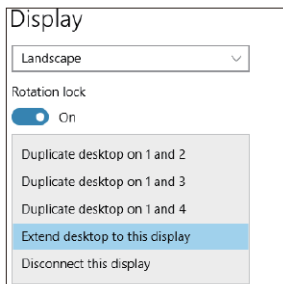 Display
Landscape
Rotation lock
On
Duplicate desktop on 1 and 2
Duplicate desktop on 1 and 3
Duplicate desktop on 1 and 4
Extend desktop to this display
Disconnect this display